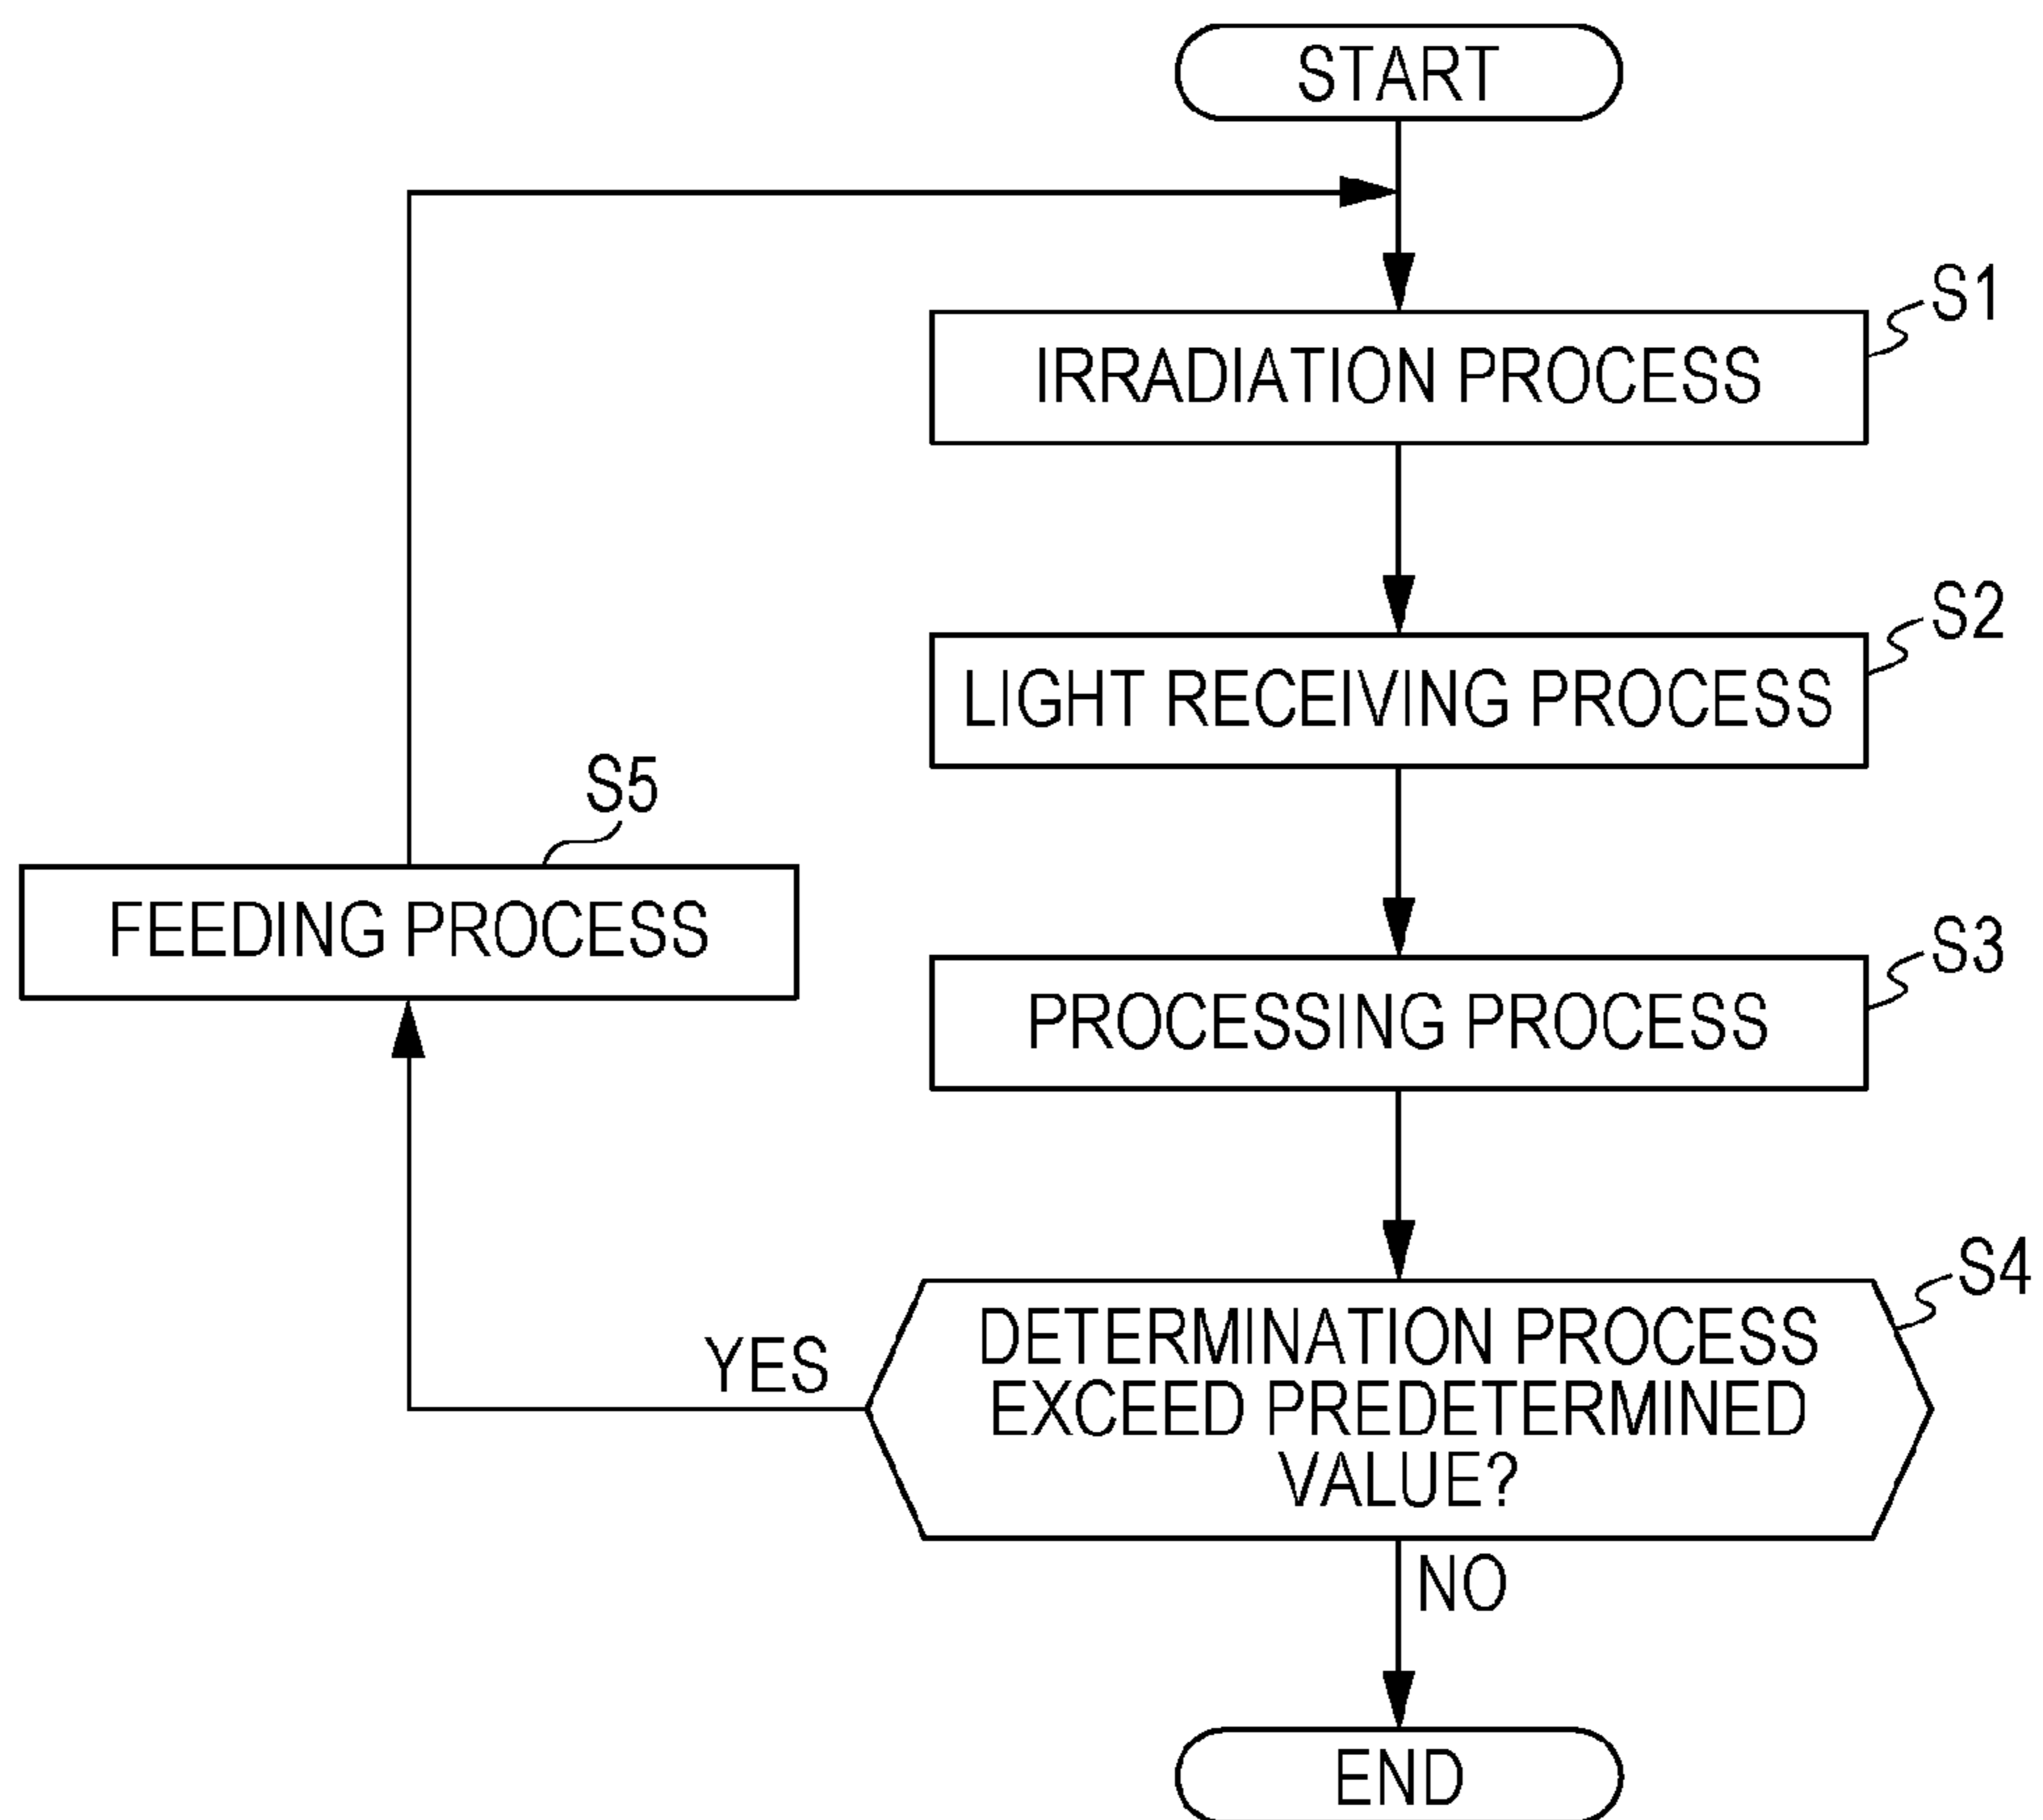 START
S1
IRRADIATION PROCESS
S2
LIGHT RECEIVING PROCESS
S5
FEEDING PROCESS
S3
PROCESSING PROCESS
S4
DETERMINATION PROCESS
EXCEED PREDETERMINED
VALUE?
YES
NO
END